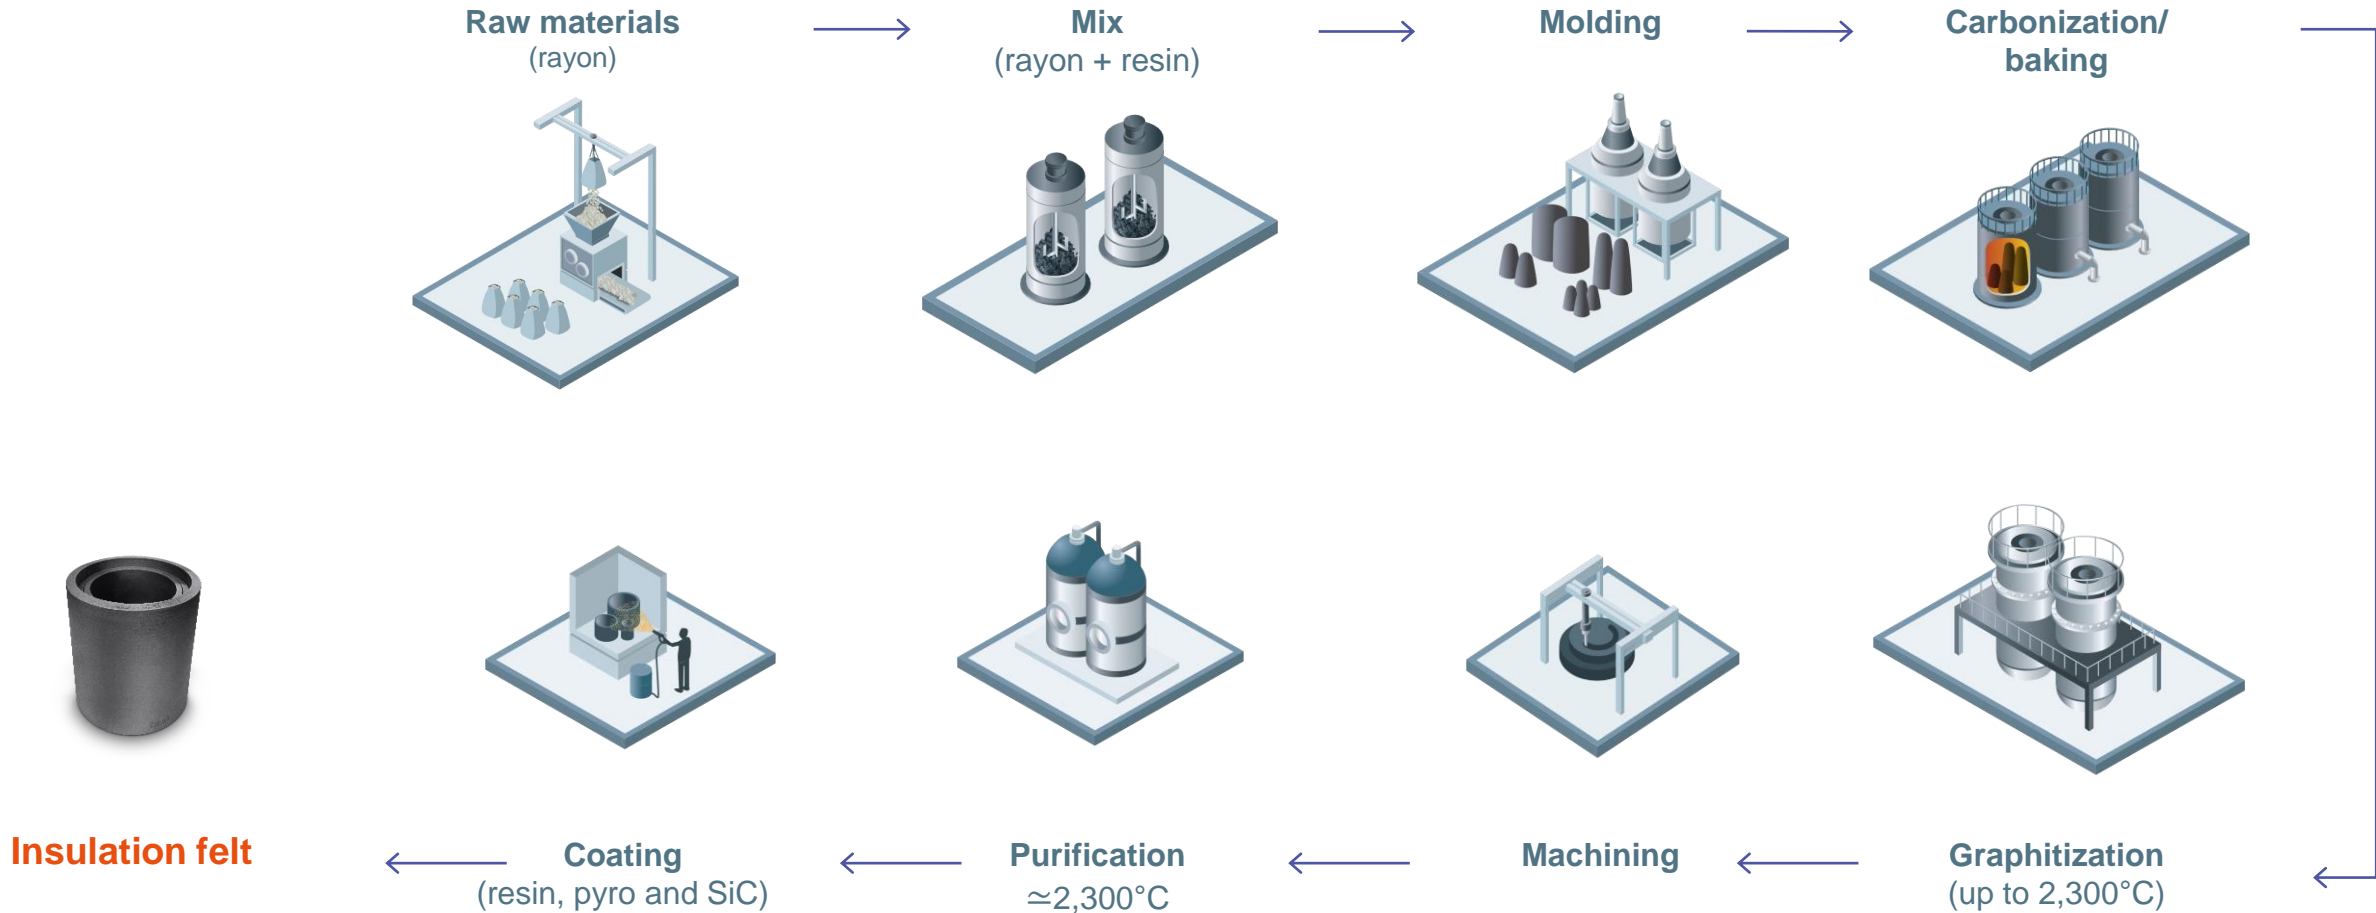 Raw materials
(rayon)
Mix
(rayon + resin)
Molding
Carbonization/
baking
Insulation felt
Coating
(resin, pyro and SiC)
Purification
≃2,300°C
Machining
Graphitization
(up to 2,300°C)